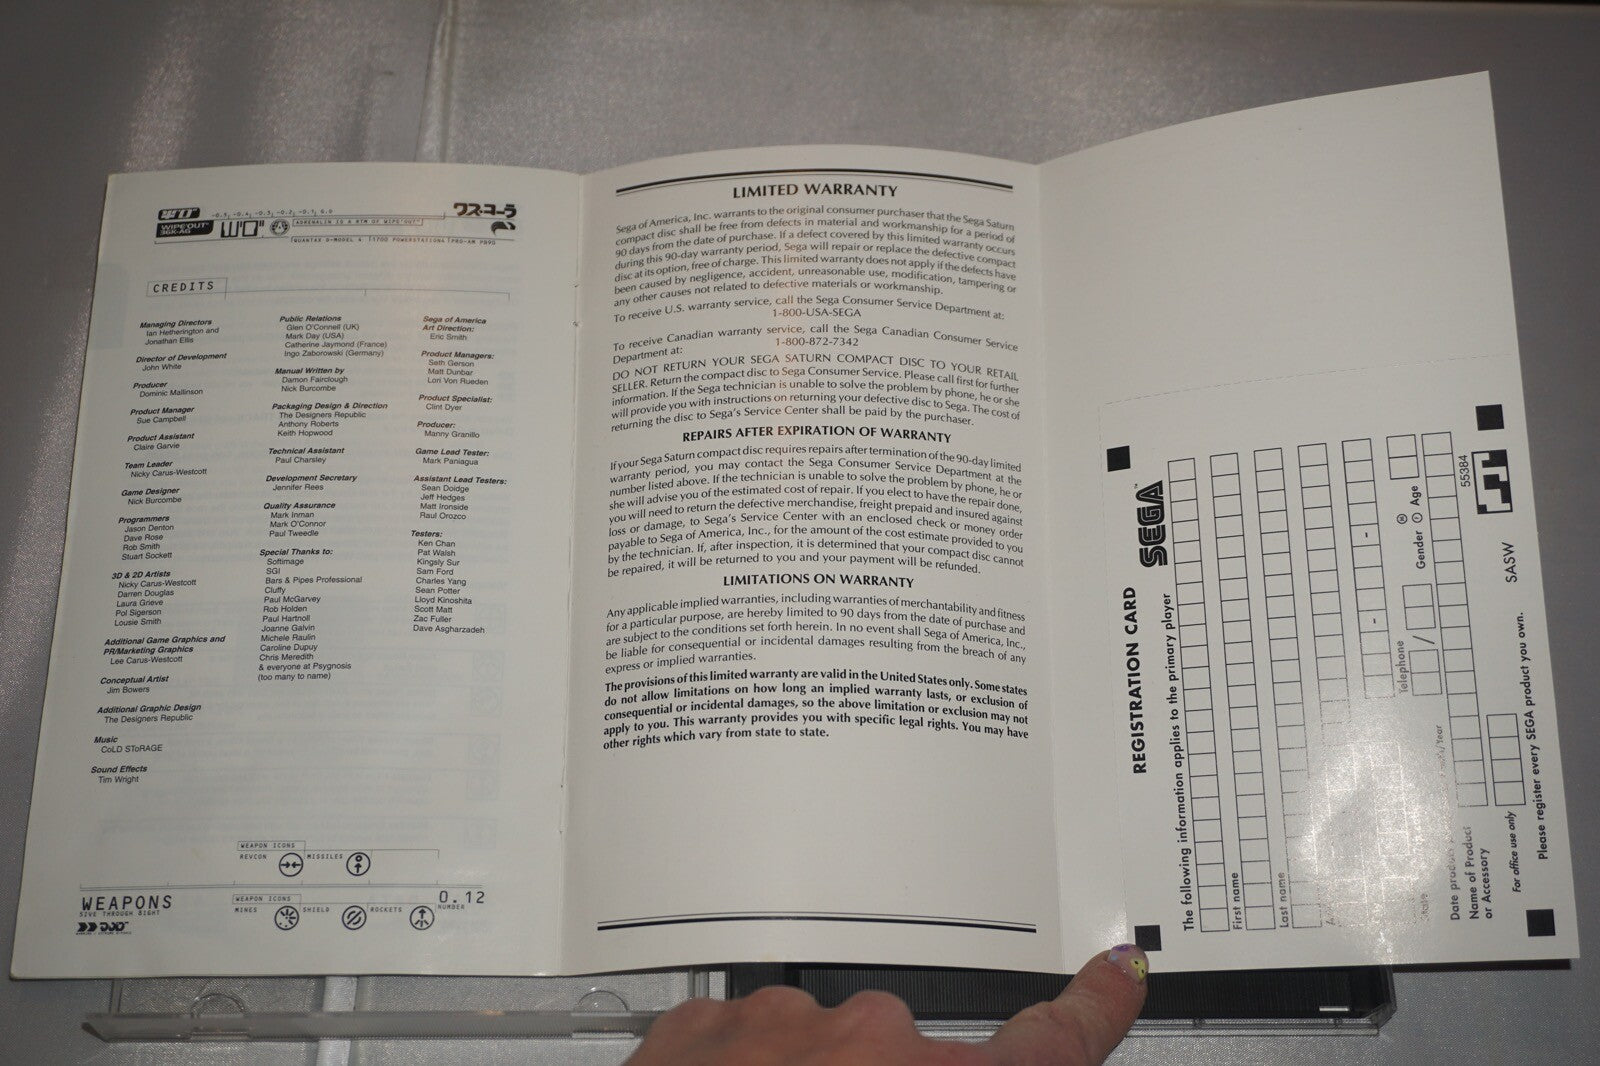 -0.5, -0.4, -0.3, -0.2, -0.1, 0.0
WIPE'OUT"
ADRENALIN IS A RTM OF WIPE'OUT"
QUANTAX D-MODEL 4 1700 POWERSTATIONS PRO-AM
CREDITS
Managing Directors
Ian Hetherington and
Jonathan Ellis
Director of Development
John White
Producer
Dominic Mallinson
Product Manager
Sue Campbell
Product Assistant
Claire Garvie
Team Leader
Nicky Carus-Westcott
Game Designer
Nick Burcombe
Programmers
Jason Denton
Dave Rose
Rob Smith
Stuart Sockett
3D & 2D Artists
Nicky Carus-Westcott
Darren Douglas
Laura Grieve
Pol Sigerson
Lousie Smith
Additional Game Graphics and
PR/Marketing Graphics
Lee Carus-Westcott
Conceptual Artist
Jim Bowers
Additional Graphic Design
The Designers Republic
Music
CoLD SToRAGE
Sound Effects
Tim Wright
Public Relations
Glen O'Connell (UK)
Mark Day (USA)
Catherine Jaymond (France)
Ingo Zaborowski (Germany)
Manual Written by
Damon Fairclough
Nick Burcombe
Packaging Design & Direction
The Designers Republic
Anthony Roberts
Keith Hopwood
Technical Assistant
Paul Charsley
Development Secretary
Jennifer Rees
Quality Assurance
Mark Inman
Mark O'Connor
Paul Tweedle
Special Thanks to:
Softimage
SGI
Bars & Pipes Professional
Cluffy
Paul McGarvey
Rob Holden
Paul Hartnoll
Joanne Galvin
Michele Raulin
Caroline Dupuy
Chris Meredith
& everyone at Psygnosis
(too many to name)
Sega of America
Art Direction:
Eric Smith
Product Managers:
Seth Gerson
Matt Dunbar
Lori Von Rueden
Product Specialist:
Clint Dyer
Producer:
Manny Granillo
Game Lead Tester:
Mark Paniagua
Assistant Lead Testers:
Sean Doidge
Jeff Hedges
Matt Ironside
Raul Orozco
Testers:
Ken Chan
Pat Walsh
Kingsly Sur
Sam Ford
Charles Yang
Sean Potter
Lloyd Kinoshita
Scott Matt
Zac Fuller
Dave Asgharzadeh
WEAPON ICONS
REVCON MISSILES
WEAPONS
GIVE THROUGH SIGHT
WEAPON ICONS
MINES SHIELD ROCKETS
0.12
NUMBER
LIMITED WARRANTY
Sega of America, Inc. warrants to the original consumer purchaser that the Sega Saturn
compact disc shall be free from defects in material and workmanship for a period of
90 days from the date of purchase. If a defect covered by this limited warranty occurs
during this 90-day warranty period, Sega will repair or replace the defective compact
disc at its option, free of charge. This limited warranty does not apply if the defects have
been caused by negligence, accident, unreasonable use, modification, tampering or
any other causes not related to defective materials or workmanship.
To receive U.S. warranty service, call the Sega Consumer Service Department at:
1-800-USA-SEGA
To receive Canadian warranty service, call the Sega Canadian Consumer Service
Department at:
1-800-872-7342
DO NOT RETURN YOUR SEGA SATURN COMPACT DISC TO YOUR RETAIL
SELLER. Return the compact disc to Sega Consumer Service. Please call first for further
information. If the Sega technician is unable to solve the problem by phone, he or she
will provide you with instructions on returning your defective disc to Sega. The cost of
returning the disc to Sega's Service Center shall be paid by the purchaser.
REPAIRS AFTER EXPIRATION OF WARRANTY
If your Sega Saturn compact disc requires repairs after termination of the 90-day limited
warranty period, you may contact the Sega Consumer Service Department at the
number listed above. If the technician is unable to solve the problem by phone, he or
she will advise you of the estimated cost of repair. If you elect to have the repair done,
you will need to return the defective merchandise, freight prepaid and insured against
loss or damage, to Sega's Service Center with an enclosed check or money order
payable to Sega of America, Inc., for the amount of the cost estimate provided to you
by the technician. If, after inspection, it is determined that your compact disc cannot
be repaired, it will be returned to you and your payment will be refunded.
LIMITATIONS ON WARRANTY
Any applicable implied warranties, including warranties of merchantability and fitness
for a particular purpose, are hereby limited to 90 days from the date of purchase and
are subject to the conditions set forth herein. In no event shall Sega of America, Inc.,
be liable for consequential or incidental damages resulting from the breach of any
express or implied warranties.
The provisions of this limited warranty are valid in the United States only. Some states
do not allow limitations on how long an implied warranty lasts, or exclusion of
consequential or incidental damages, so the above limitation or exclusion may not
apply to you. This warranty provides you with specific legal rights. You may have
other rights which vary from state to state.
REGISTRATION CARD SEGA™
The following information applies to the primary player
First name
Last name
State
Telephone
Gender M F Age
Date
Name of Product
or Accessory
For office use only
55384
SASW
Please register every SEGA product you own.